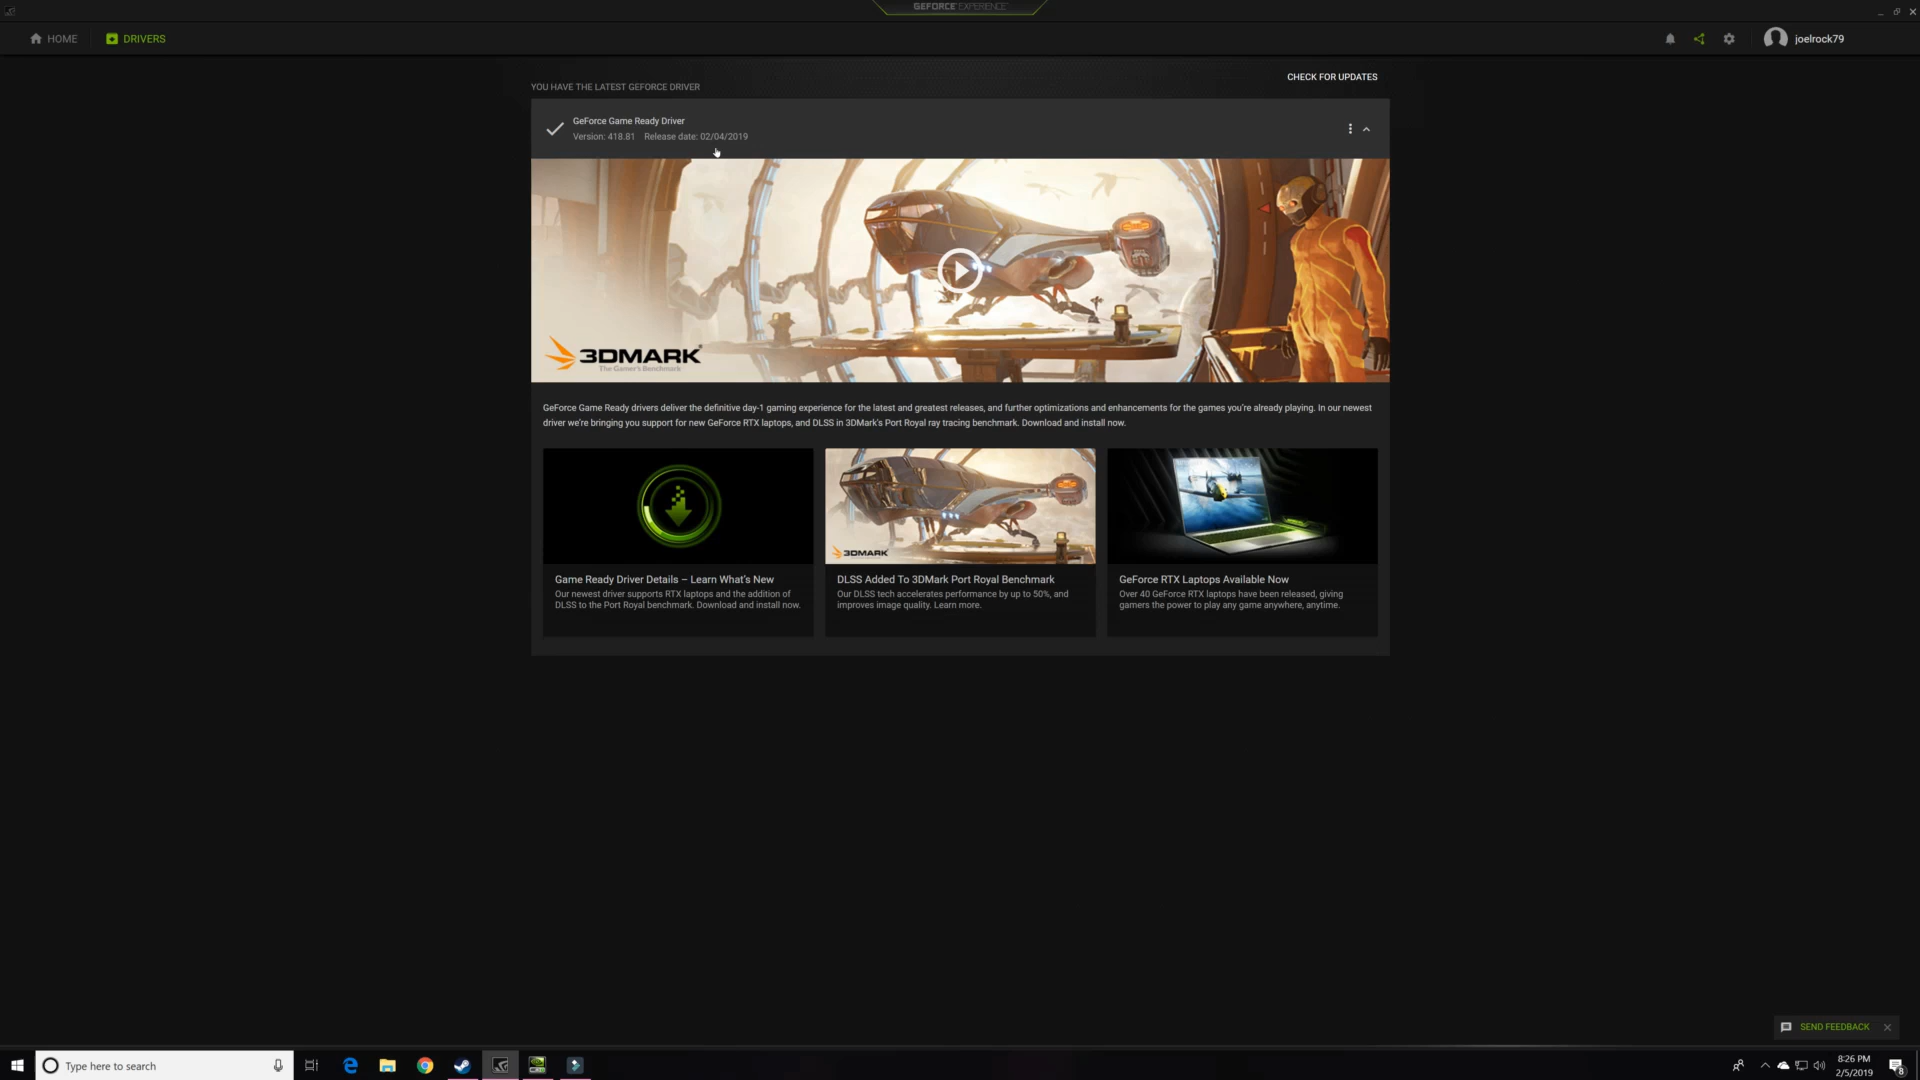 GEFORCE EXPERIENCE
HOME
DRIVERS
joelrock79
CHECK FOR UPDATES
YOU HAVE THE LATEST GEFORCE DRIVER
GeForce Game Ready Driver
Version: 418.81 Release date: 02/04/2019
3DMARK
The Gamer's Benchmark
GeForce Game Ready drivers deliver the definitive day-1 gaming experience for the latest and greatest releases, and further optimizations and enhancements for the games you're already playing. In our newest
driver we're bringing you support for new GeForce RTX laptops, and DLSS in 3DMark's Port Royal ray tracing benchmark. Download and install now.
3DMARK
Game Ready Driver Details – Learn What's New
Our newest driver supports RTX laptops and the addition of
DLSS to the Port Royal benchmark. Download and install now.
DLSS Added To 3DMark Port Royal Benchmark
Our DLSS tech accelerates performance by up to 50%, and
improves image quality. Learn more.
GeForce RTX Laptops Available Now
Over 40 GeForce RTX laptops have been released, giving
gamers the power to play any game anywhere, anytime.
SEND FEEDBACK
Type here to search
8:26 PM
2/5/2019
8